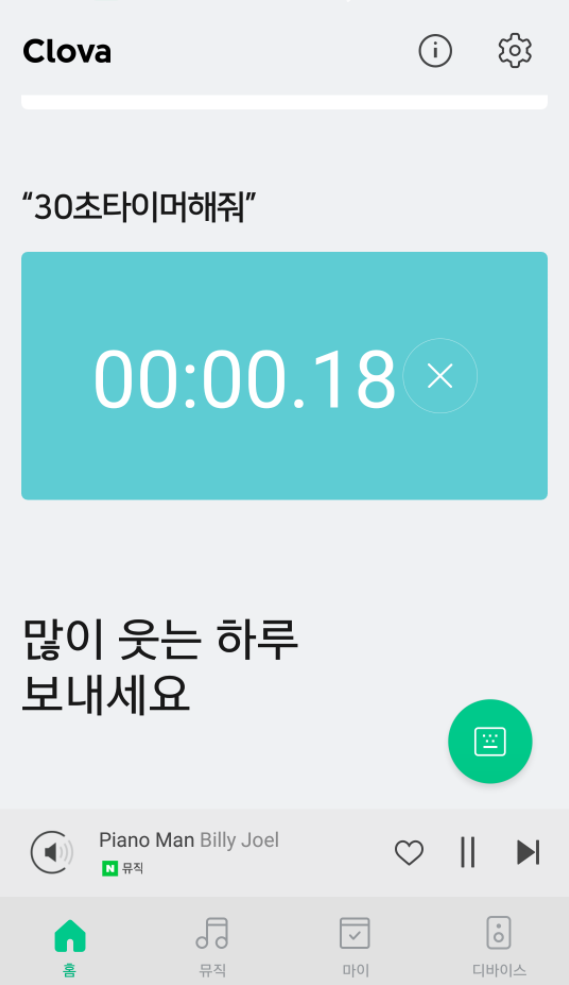 Clova
“30초타이머해줘”
00:00.18
많이 웃는 하루
보내세요
Piano Man Billy Joel
N 뮤직
홈 뮤직 마이 디바이스